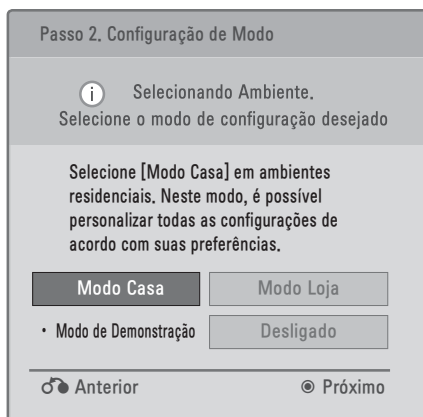 Passo 2. Configuração de Modo
Selecionando Ambiente.
Selecione o modo de configuração desejado
Selecione [Modo Casa] em ambientes
residenciais. Neste modo, é possível
personalizar todas as configurações de
acordo com suas preferências.
Modo Casa Modo Loja
• Modo de Demonstração Desligado
Anterior Próximo